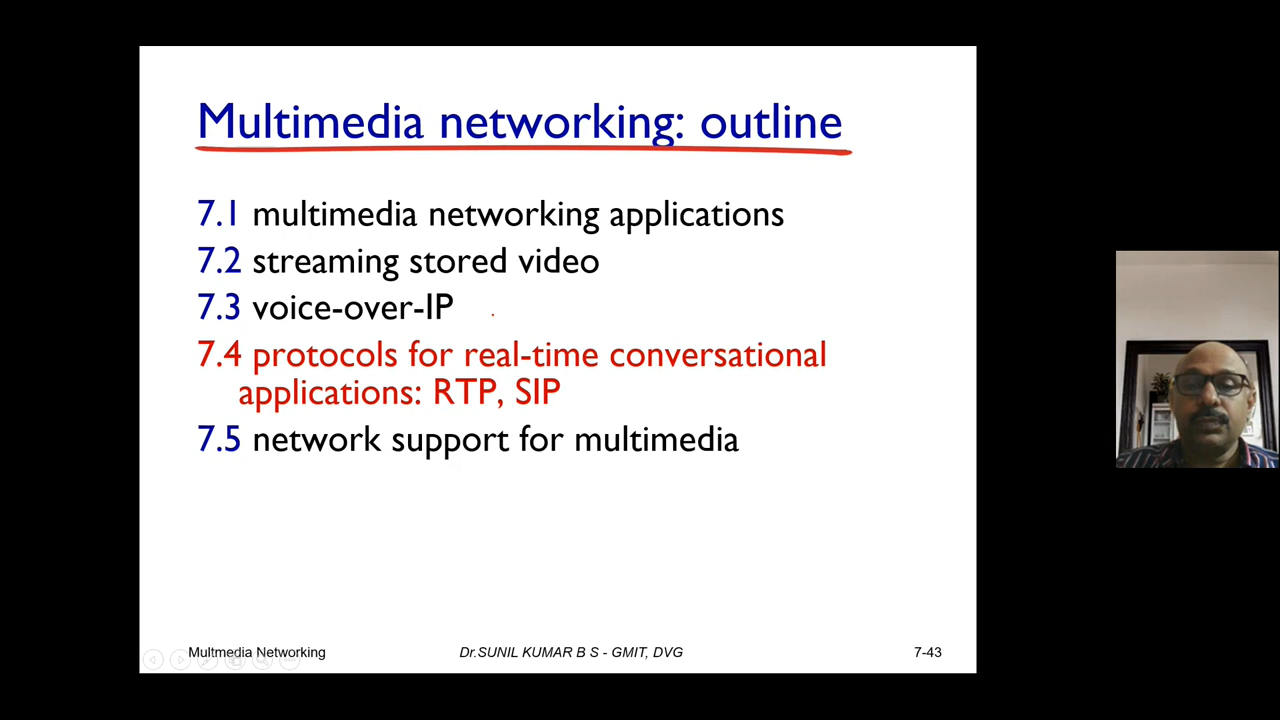 Multimedia networking: outline
7.1 multimedia networking applications
7.2 streaming stored video
7.3 voice-over-IP
7.4 protocols for real-time conversational
applications: RTP, SIP
7.5 network support for multimedia
Multmedia Networking
Dr.SUNIL KUMAR B S - GMIT, DVG
7-43